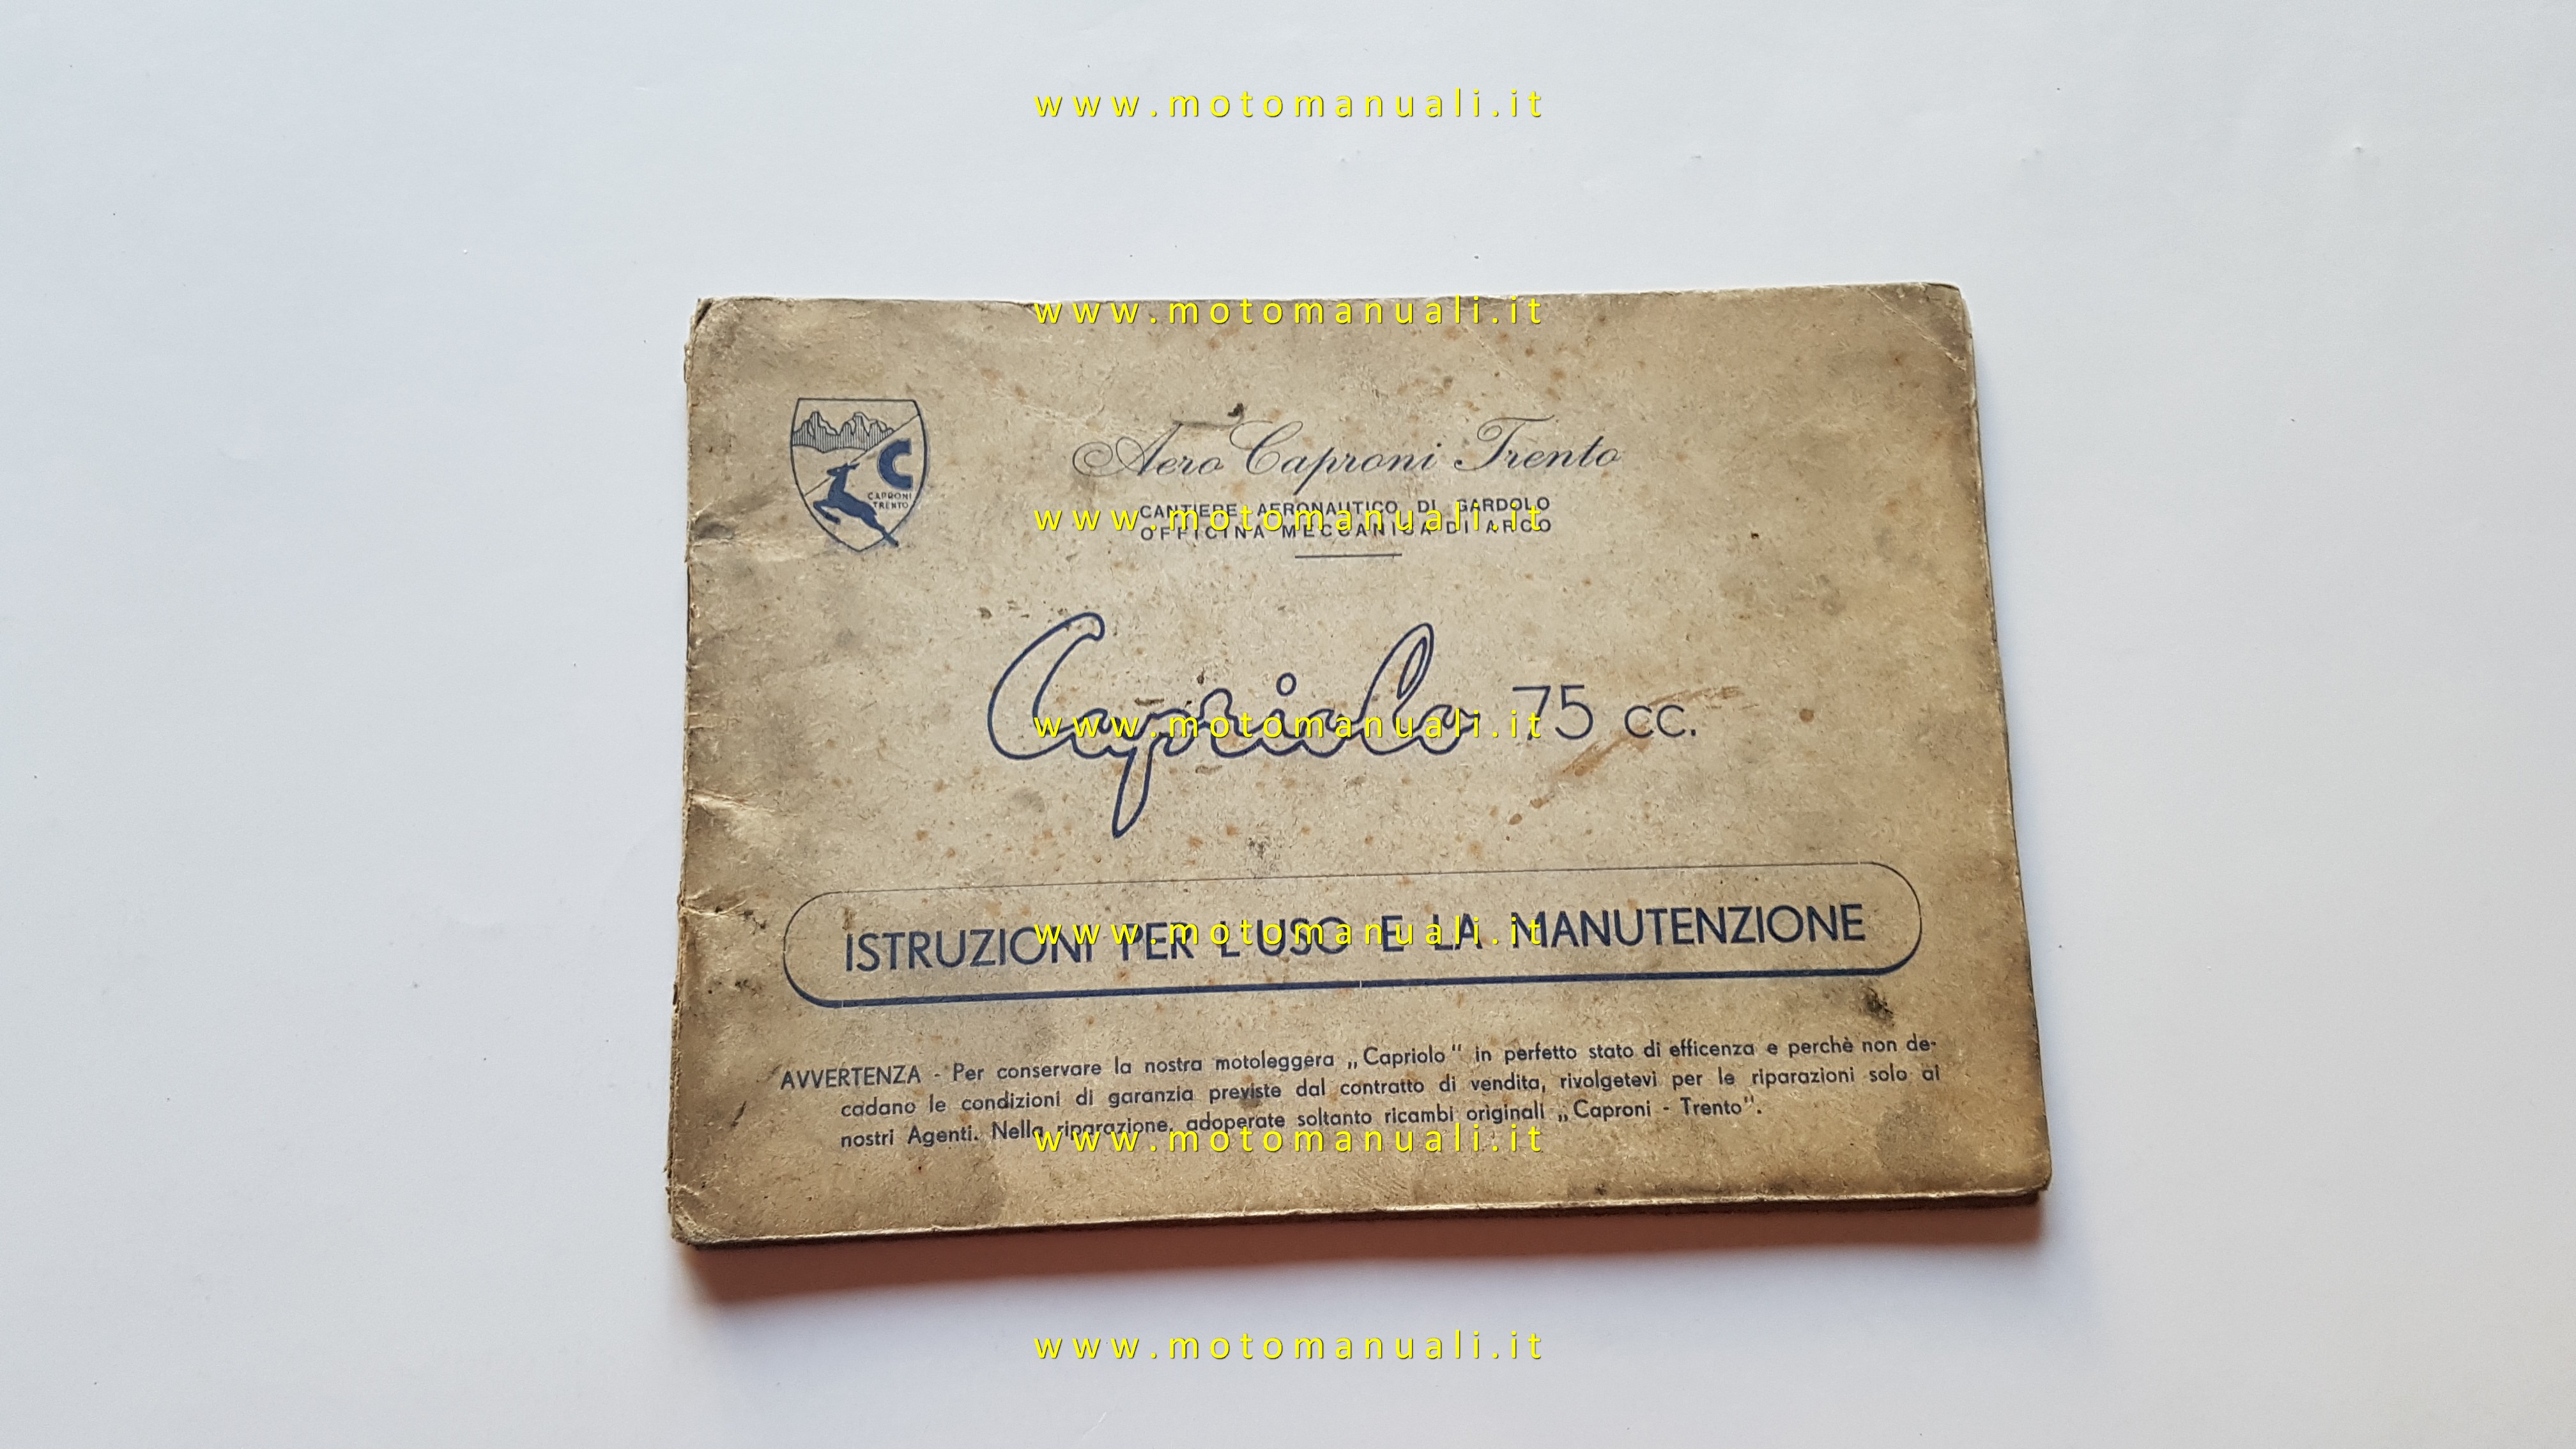 www.motomanuali.it
www.motomanuali.it
C
CAPRONI
TRENTO
Aero Caproni Trento
CANTIERE AERONAUTICO DI GARDOLO
www.motomanuali.it
OFFICINA MECCANICA DI ARCO
Capriolo 75 cc.
www.motomanuali.it
ISTRUZIONI PER L'USO E LA MANUTENZIONE
www.motomanuali.it
AVVERTENZA - Per conservare la nostra motoleggera „Capriolo" in perfetto stato di efficenza e perchè non de-
cadano le condizioni di garanzia previste dal contratto di vendita, rivolgetevi per le riparazioni solo ai
nostri Agenti. Nella riparazione, adoperate soltanto ricambi originali „Caproni - Trento".
www.motomanuali.it
www.motomanuali.it